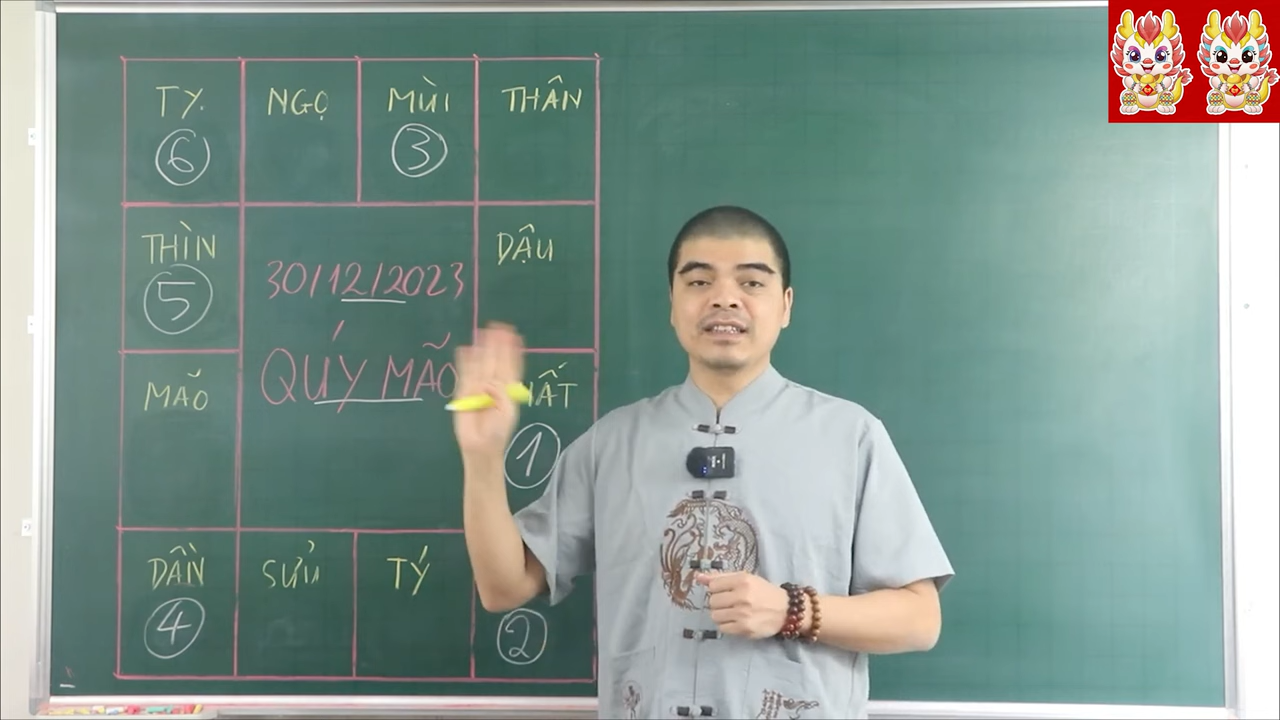 TỴ NGỌ MÙI THÂN
6 3
THÌN DẬU
5
30/12/2023
QUÝ MÃO
MÃO
1
DẦN SỬU TÝ
4 2